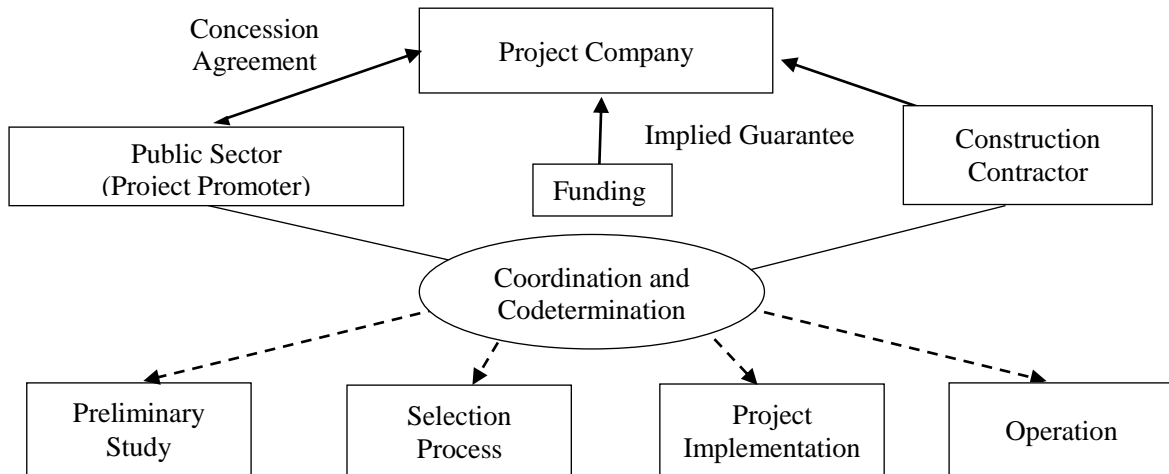 Concession
Agreement
Project Company
Public Sector
(Project Promoter)
Implied Guarantee
Funding
Construction
Contractor
Coordination and
Codetermination
Preliminary
Study
Selection
Process
Project
Implementation
Operation